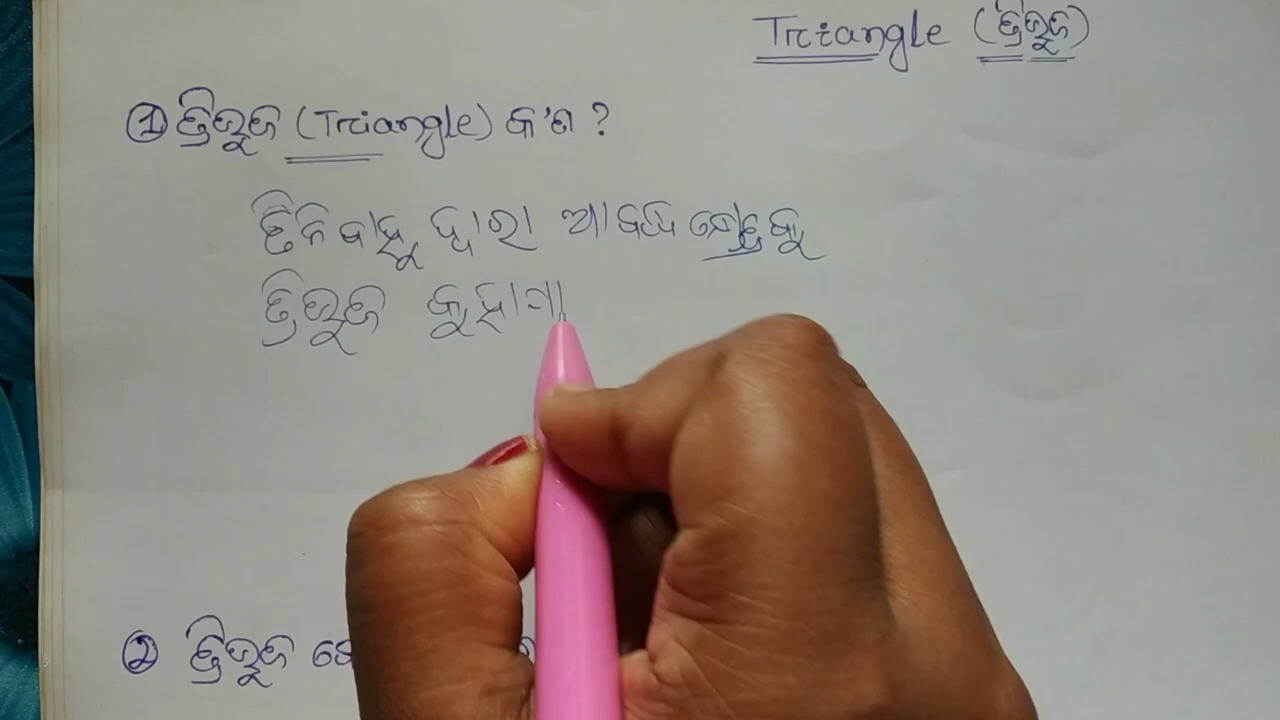 Triangle (ତ୍ରିଭୁଜ)
① ତ୍ରିଭୁଜ (Triangle) କ'ଣ ?
ତିନି ବାହୁ ଦ୍ୱାରା ଆବଦ୍ଧ କ୍ଷେତ୍ରକୁ
ତ୍ରିଭୁଜ କୁହାଯା
② ତ୍ରିଭୁଜ